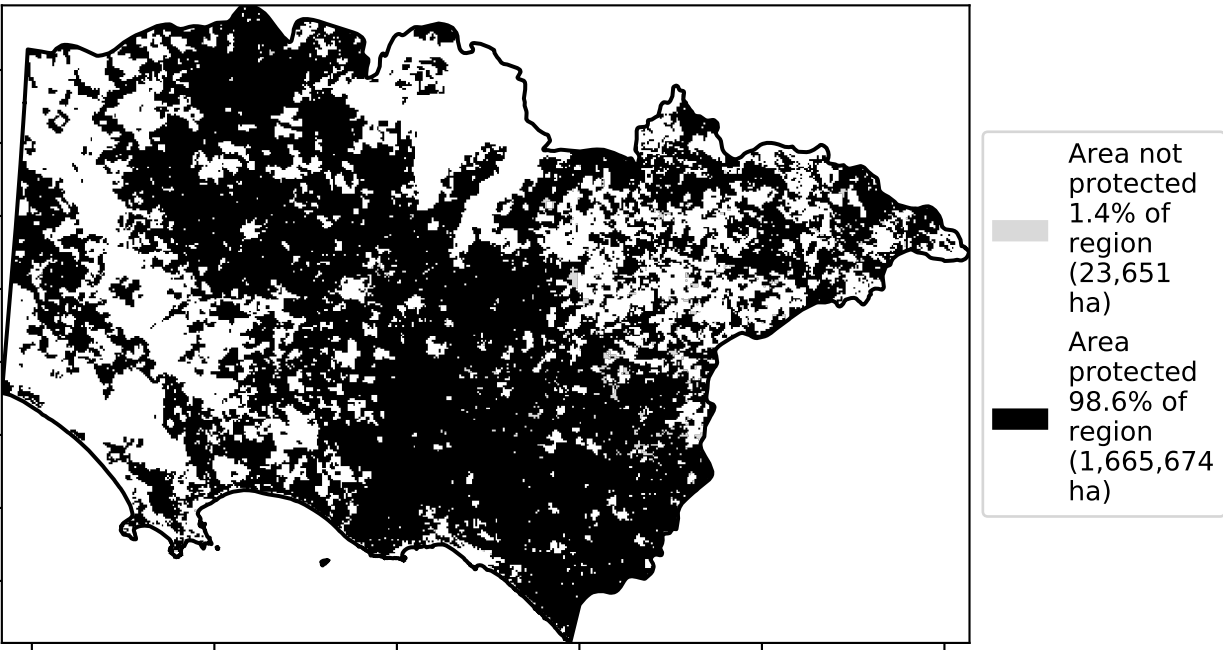 Area not
protected
1.4% of
region
(23,651
ha)
Area
protected
98.6% of
region
(1,665,674
ha)